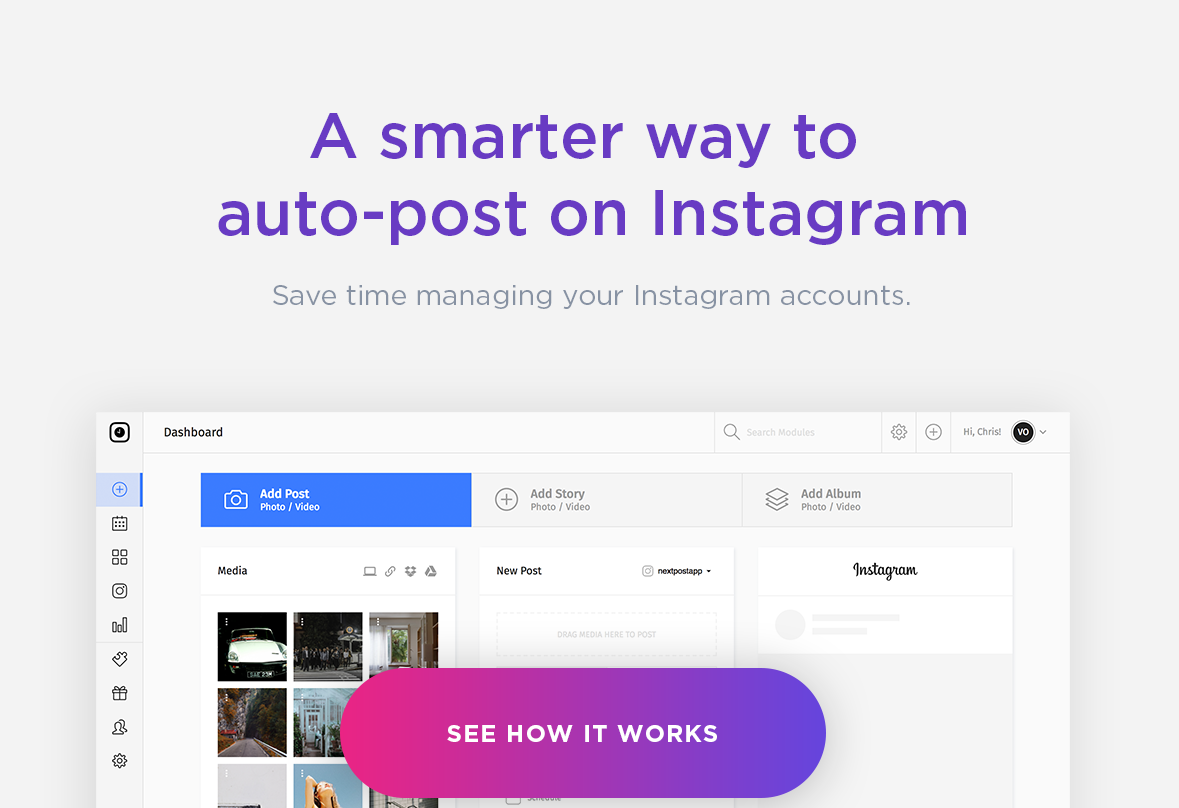 A smarter way to
auto-post on Instagram
Save time managing your Instagram accounts.
Dashboard
Search Modules
Hi, Chris!
VO
Add Post
Photo / Video
Add Story
Photo / Video
Add Album
Photo / Video
Media
New Post
nextpostapp
Instagram
DRAG MEDIA HERE TO POST
SEE HOW IT WORKS
Schedule